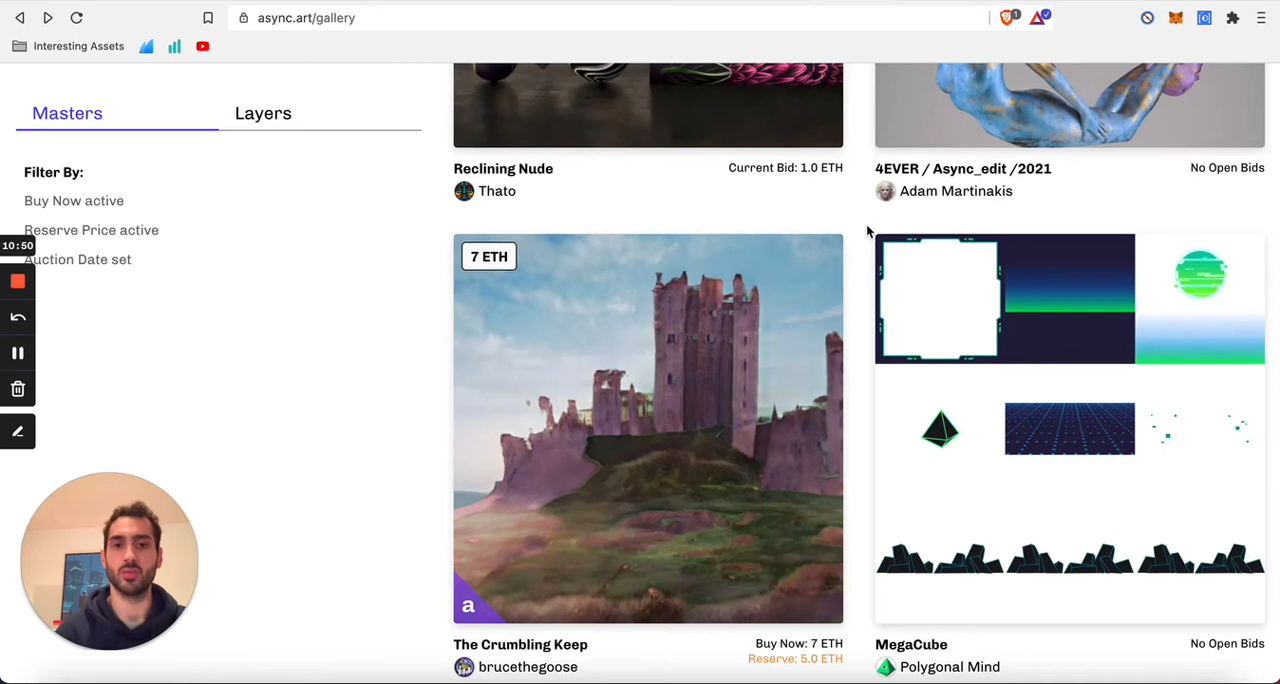 async.art/gallery
1
Interesting Assets
Masters
Layers
Filter By:
Buy Now active
Reserve Price active
Auction Date set
10:50
Reclining Nude
Current Bid: 1.0 ETH
Thato
4EVER / Async_edit /2021
No Open Bids
Adam Martinakis
7 ETH
a
The Crumbling Keep
Buy Now: 7 ETH
Reserve: 5.0 ETH
brucethegoose
MegaCube
No Open Bids
Polygonal Mind